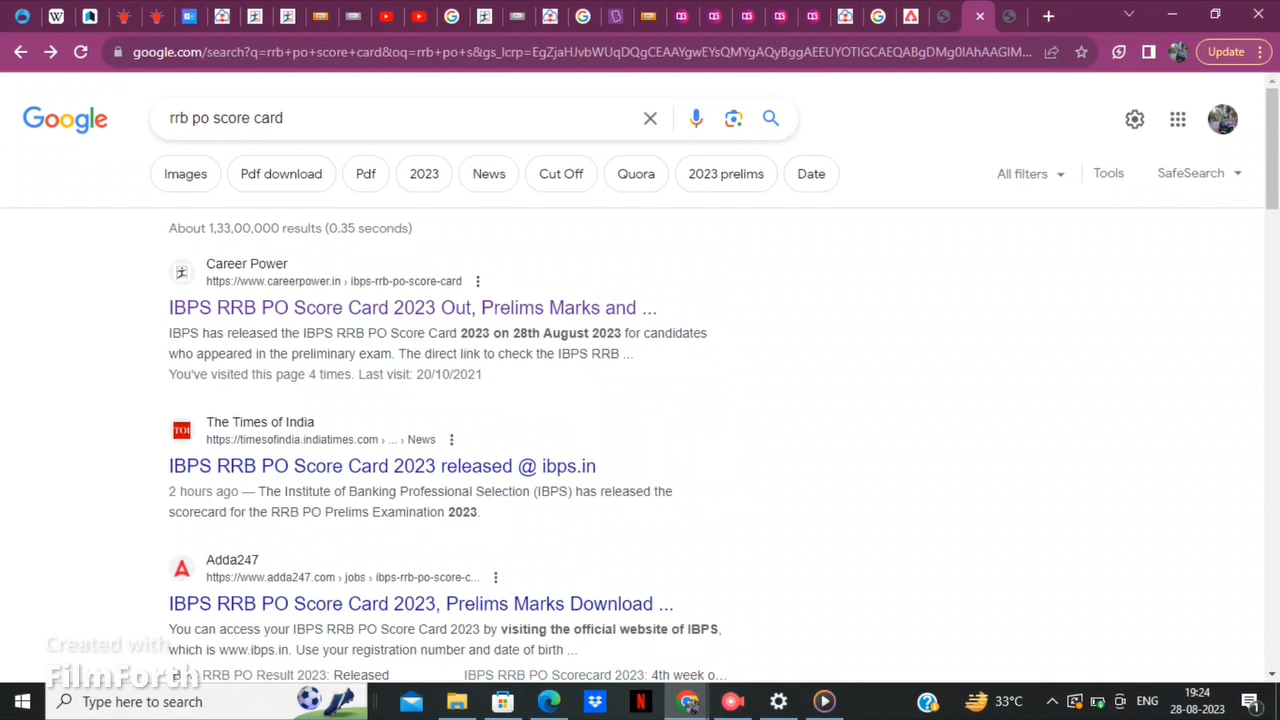 google.com/search?q=rrb+po+score+card&oq=rrb+po+s&gs_lcrp=EgZjaHJvbWUqDQgCEAAYgwEYsQMYgAQyBggAEEUYOTIGCAEQABgDMg0IAhAAGIM...
Update
Google
rrb po score card
Images
Pdf download
Pdf
2023
News
Cut Off
Quora
2023 prelims
Date
All filters
Tools
SafeSearch
About 1,33,00,000 results (0.35 seconds)
Career Power
https://www.careerpower.in › ibps-rrb-po-score-card
IBPS RRB PO Score Card 2023 Out, Prelims Marks and ...
IBPS has released the IBPS RRB PO Score Card 2023 on 28th August 2023 for candidates
who appeared in the preliminary exam. The direct link to check the IBPS RRB ...
You've visited this page 4 times. Last visit: 20/10/2021
The Times of India
TOI
https://timesofindia.indiatimes.com › ... › News
IBPS RRB PO Score Card 2023 released @ ibps.in
2 hours ago — The Institute of Banking Professional Selection (IBPS) has released the
scorecard for the RRB PO Prelims Examination 2023.
Adda247
https://www.adda247.com › jobs › ibps-rrb-po-score-c...
IBPS RRB PO Score Card 2023, Prelims Marks Download ...
You can access your IBPS RRB PO Score Card 2023 by visiting the official website of IBPS,
which is www.ibps.in. Use your registration number and date of birth ...
IBPS RRB PO Result 2023: Released
IBPS RRB PO Scorecard 2023: 4th week o...
Created with
FilmForth
Type here to search
33°C
ENG
19:24
28-08-2023
1